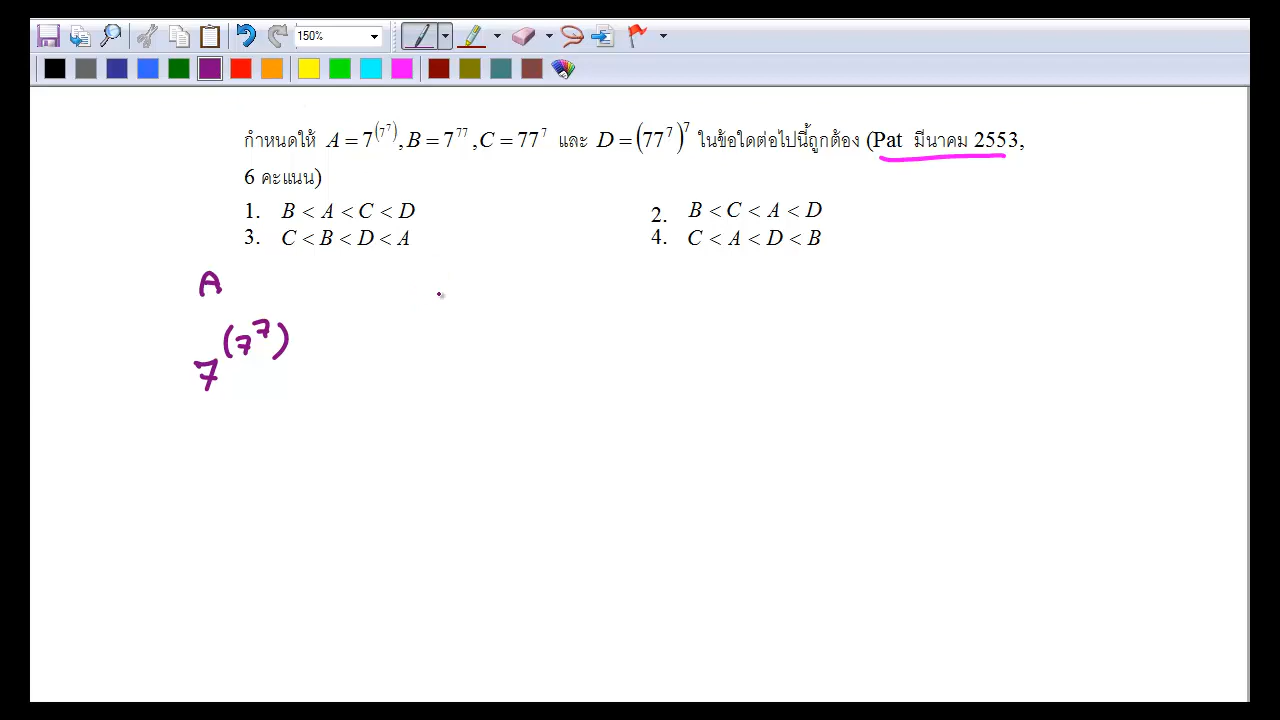 150%
กำหนดให้ A = 7^(7^7), B = 7^77, C = 77^7 และ D = (77^7)^7 ในข้อใดต่อไปนี้ถูกต้อง (Pat มีนาคม 2553,
6 คะแนน)
1. B < A < C < D
2. B < C < A < D
3. C < B < D < A
4. C < A < D < B
A
7^(7^7)